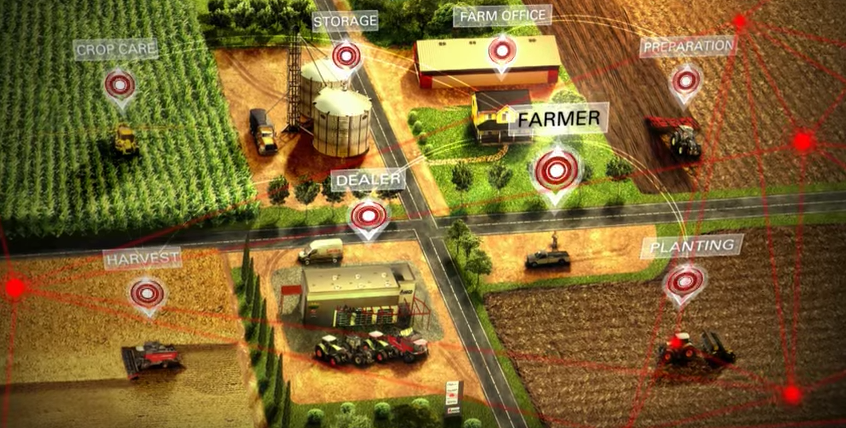 STORAGE
FARM OFFICE
CROP CARE
PREPARATION
FARMER
DEALER
HARVEST
PLANTING